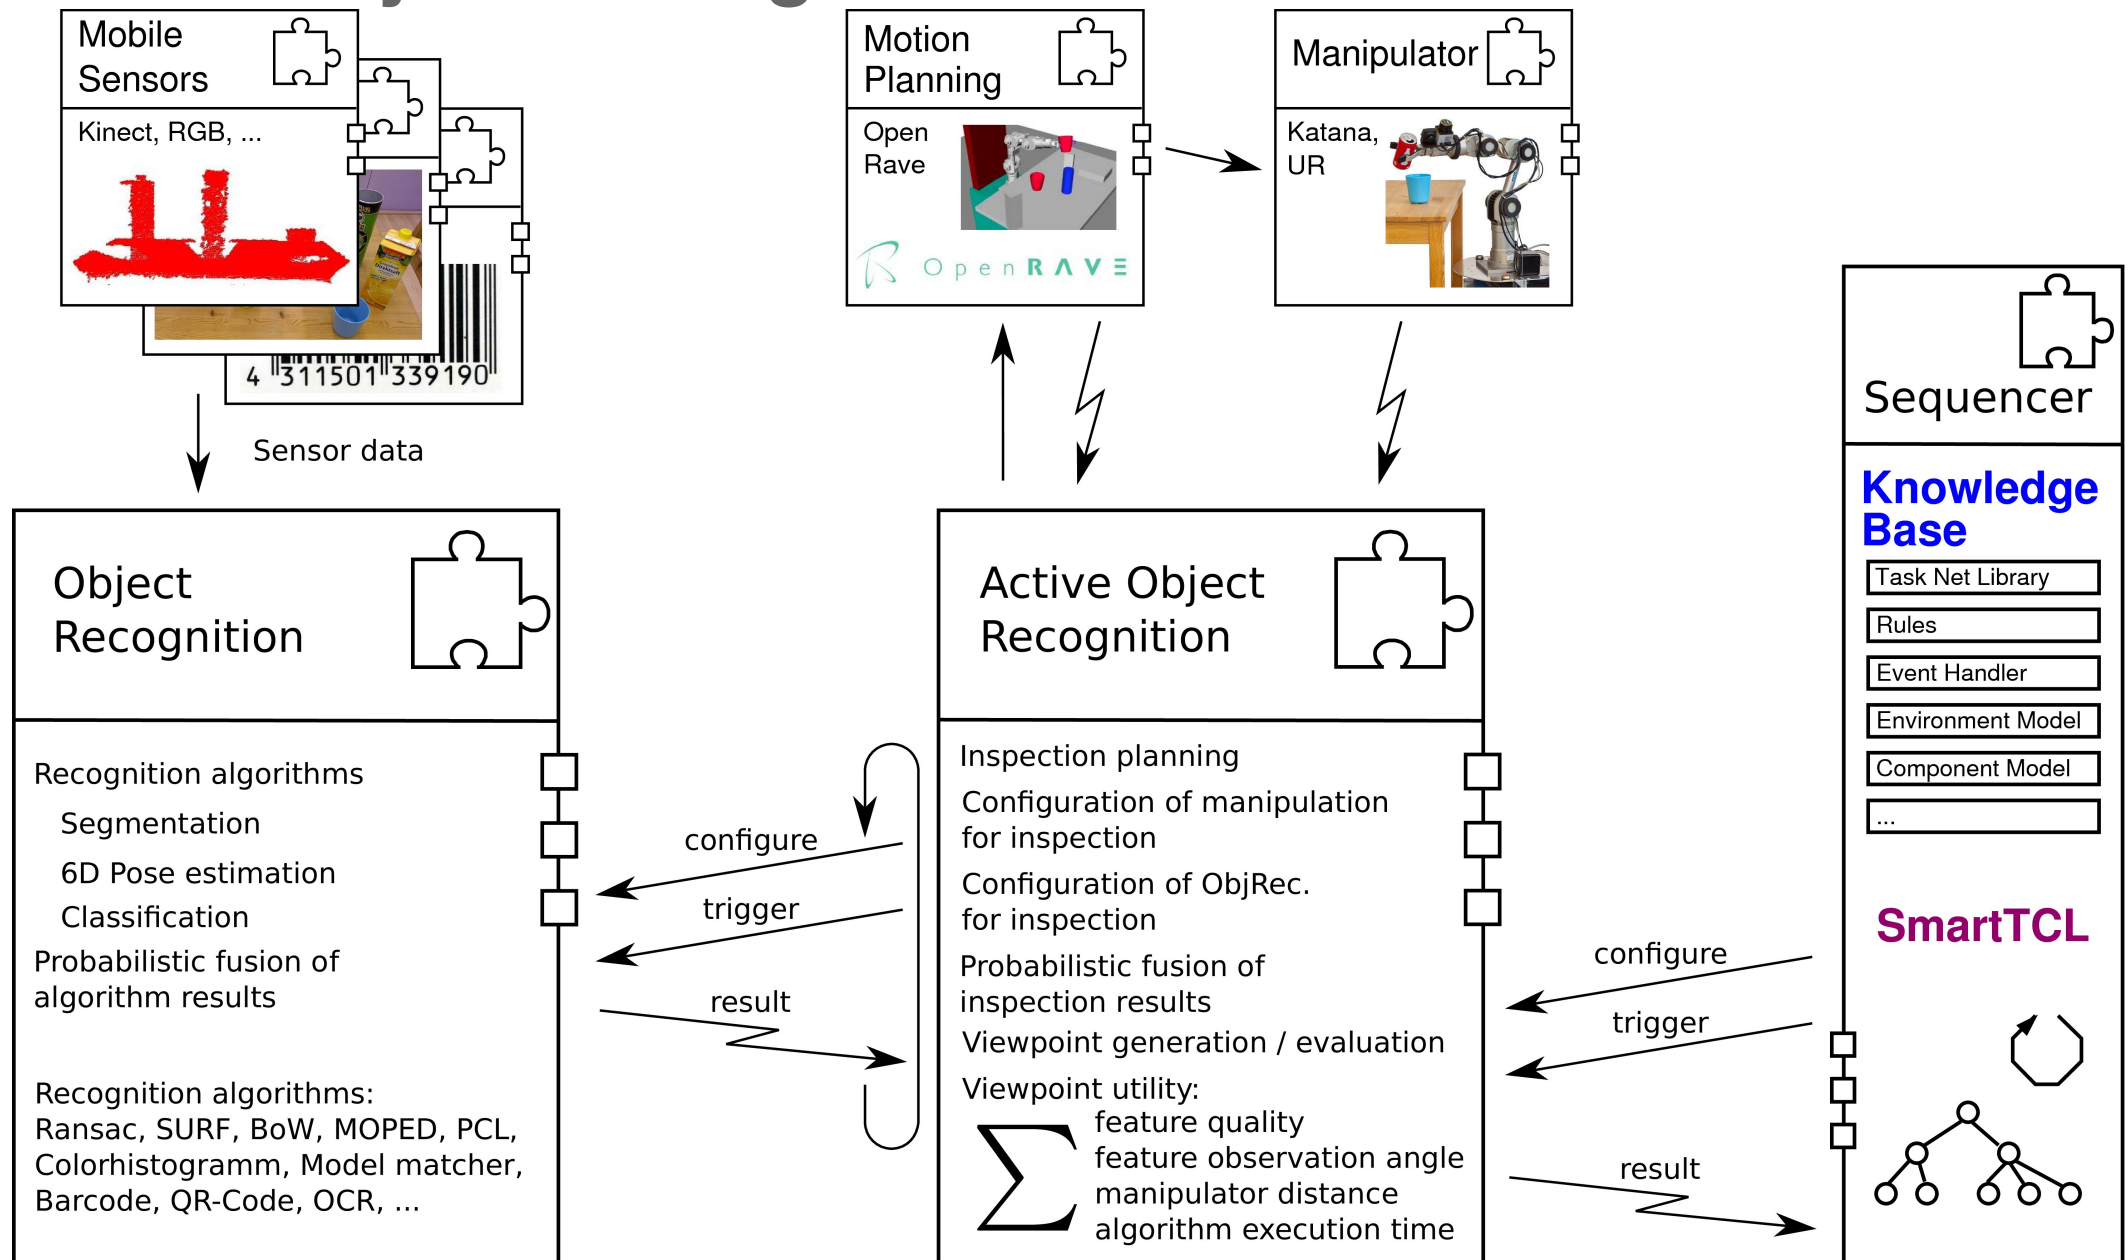 Mobile
Sensors
Kinect, RGB, ...
4 311501 339190
Sensor data
Motion
Planning
Open
Rave
OpenRAVE
Manipulator
Katana,
UR
Object
Recognition
Recognition algorithms
Segmentation
6D Pose estimation
Classification
Probabilistic fusion of
algorithm results
Recognition algorithms:
Ransac, SURF, BoW, MOPED, PCL,
Colorhistogramm, Model matcher,
Barcode, QR-Code, OCR, ...
configure
trigger
result
Active Object
Recognition
Inspection planning
Configuration of manipulation
for inspection
Configuration of ObjRec.
for inspection
Probabilistic fusion of
inspection results
Viewpoint generation / evaluation
Viewpoint utility:
∑
feature quality
feature observation angle
manipulator distance
algorithm execution time
configure
trigger
result
Sequencer
Knowledge
Base
Task Net Library
Rules
Event Handler
Environment Model
Component Model
...
SmartTCL